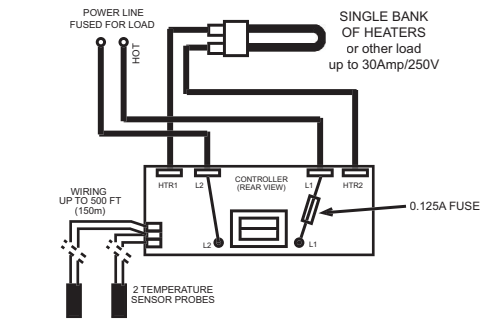 POWER LINE
FUSED FOR LOAD
HOT
SINGLE BANK
OF HEATERS
or other load
up to 30Amp/250V
HTR1
L2
CONTROLLER
(REAR VIEW)
L1
HTR2
WIRING
UP TO 500 FT
(150m)
0.125A FUSE
L2
L1
2 TEMPERATURE
SENSOR PROBES